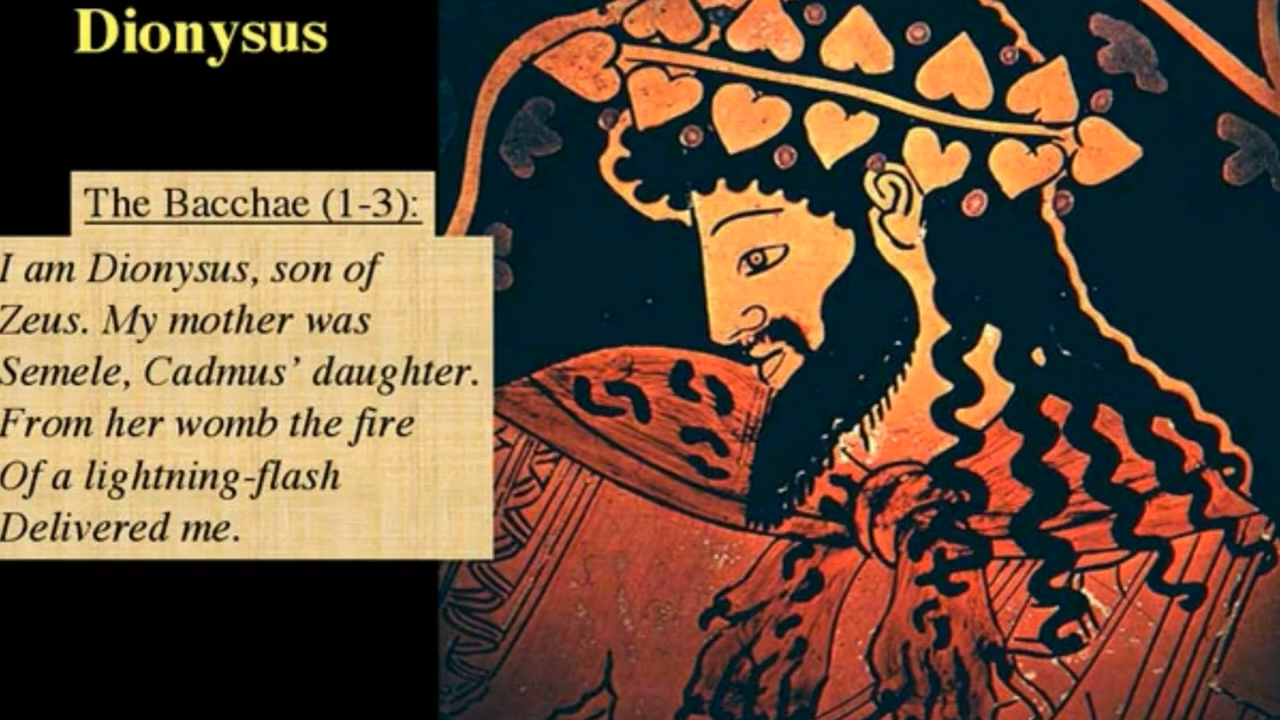 Dionysus
The Bacchae (1-3):
I am Dionysus, son of
Zeus. My mother was
Semele, Cadmus’ daughter.
From her womb the fire
Of a lightning-flash
Delivered me.